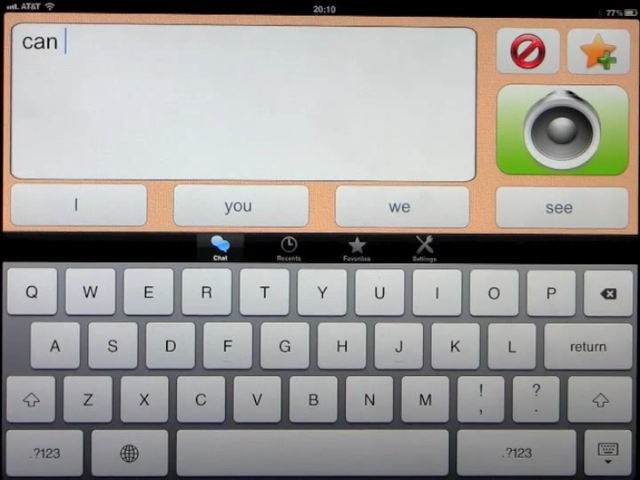 AT&T 20:10 77%
can
I you we see
Chat Recents Favorites Settings
Q W E R T Y U I O P
A S D F G H J K L return
Z X C V B N M ! , ? .
.?123 .?123